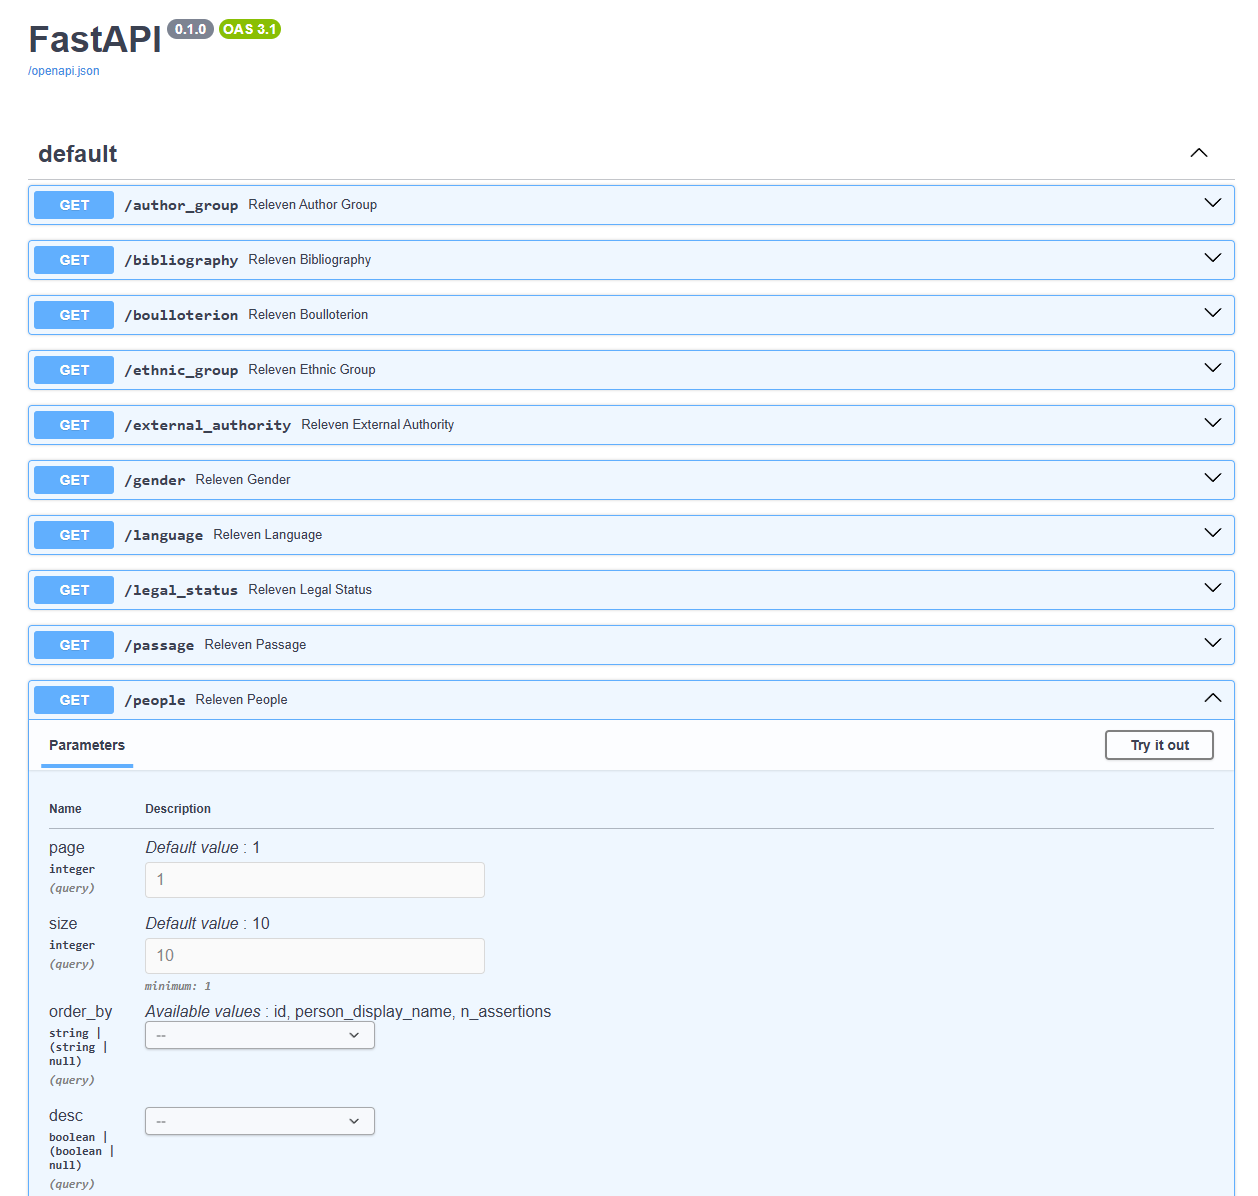 FastAPI 0.1.0 OAS 3.1
/openapi.json
default
GET /author_group Releven Author Group
GET /bibliography Releven Bibliography
GET /boulloterion Releven Boulloterion
GET /ethnic_group Releven Ethnic Group
GET /external_authority Releven External Authority
GET /gender Releven Gender
GET /language Releven Language
GET /legal_status Releven Legal Status
GET /passage Releven Passage
GET /people Releven People
Parameters Try it out
Name Description
page Default value : 1
integer
(query)
1
size Default value : 10
integer
(query)
10
minimum: 1
order_by Available values : id, person_display_name, n_assertions
string |
(string |
null)
(query)
--
desc
boolean |
(boolean |
null)
(query)
--